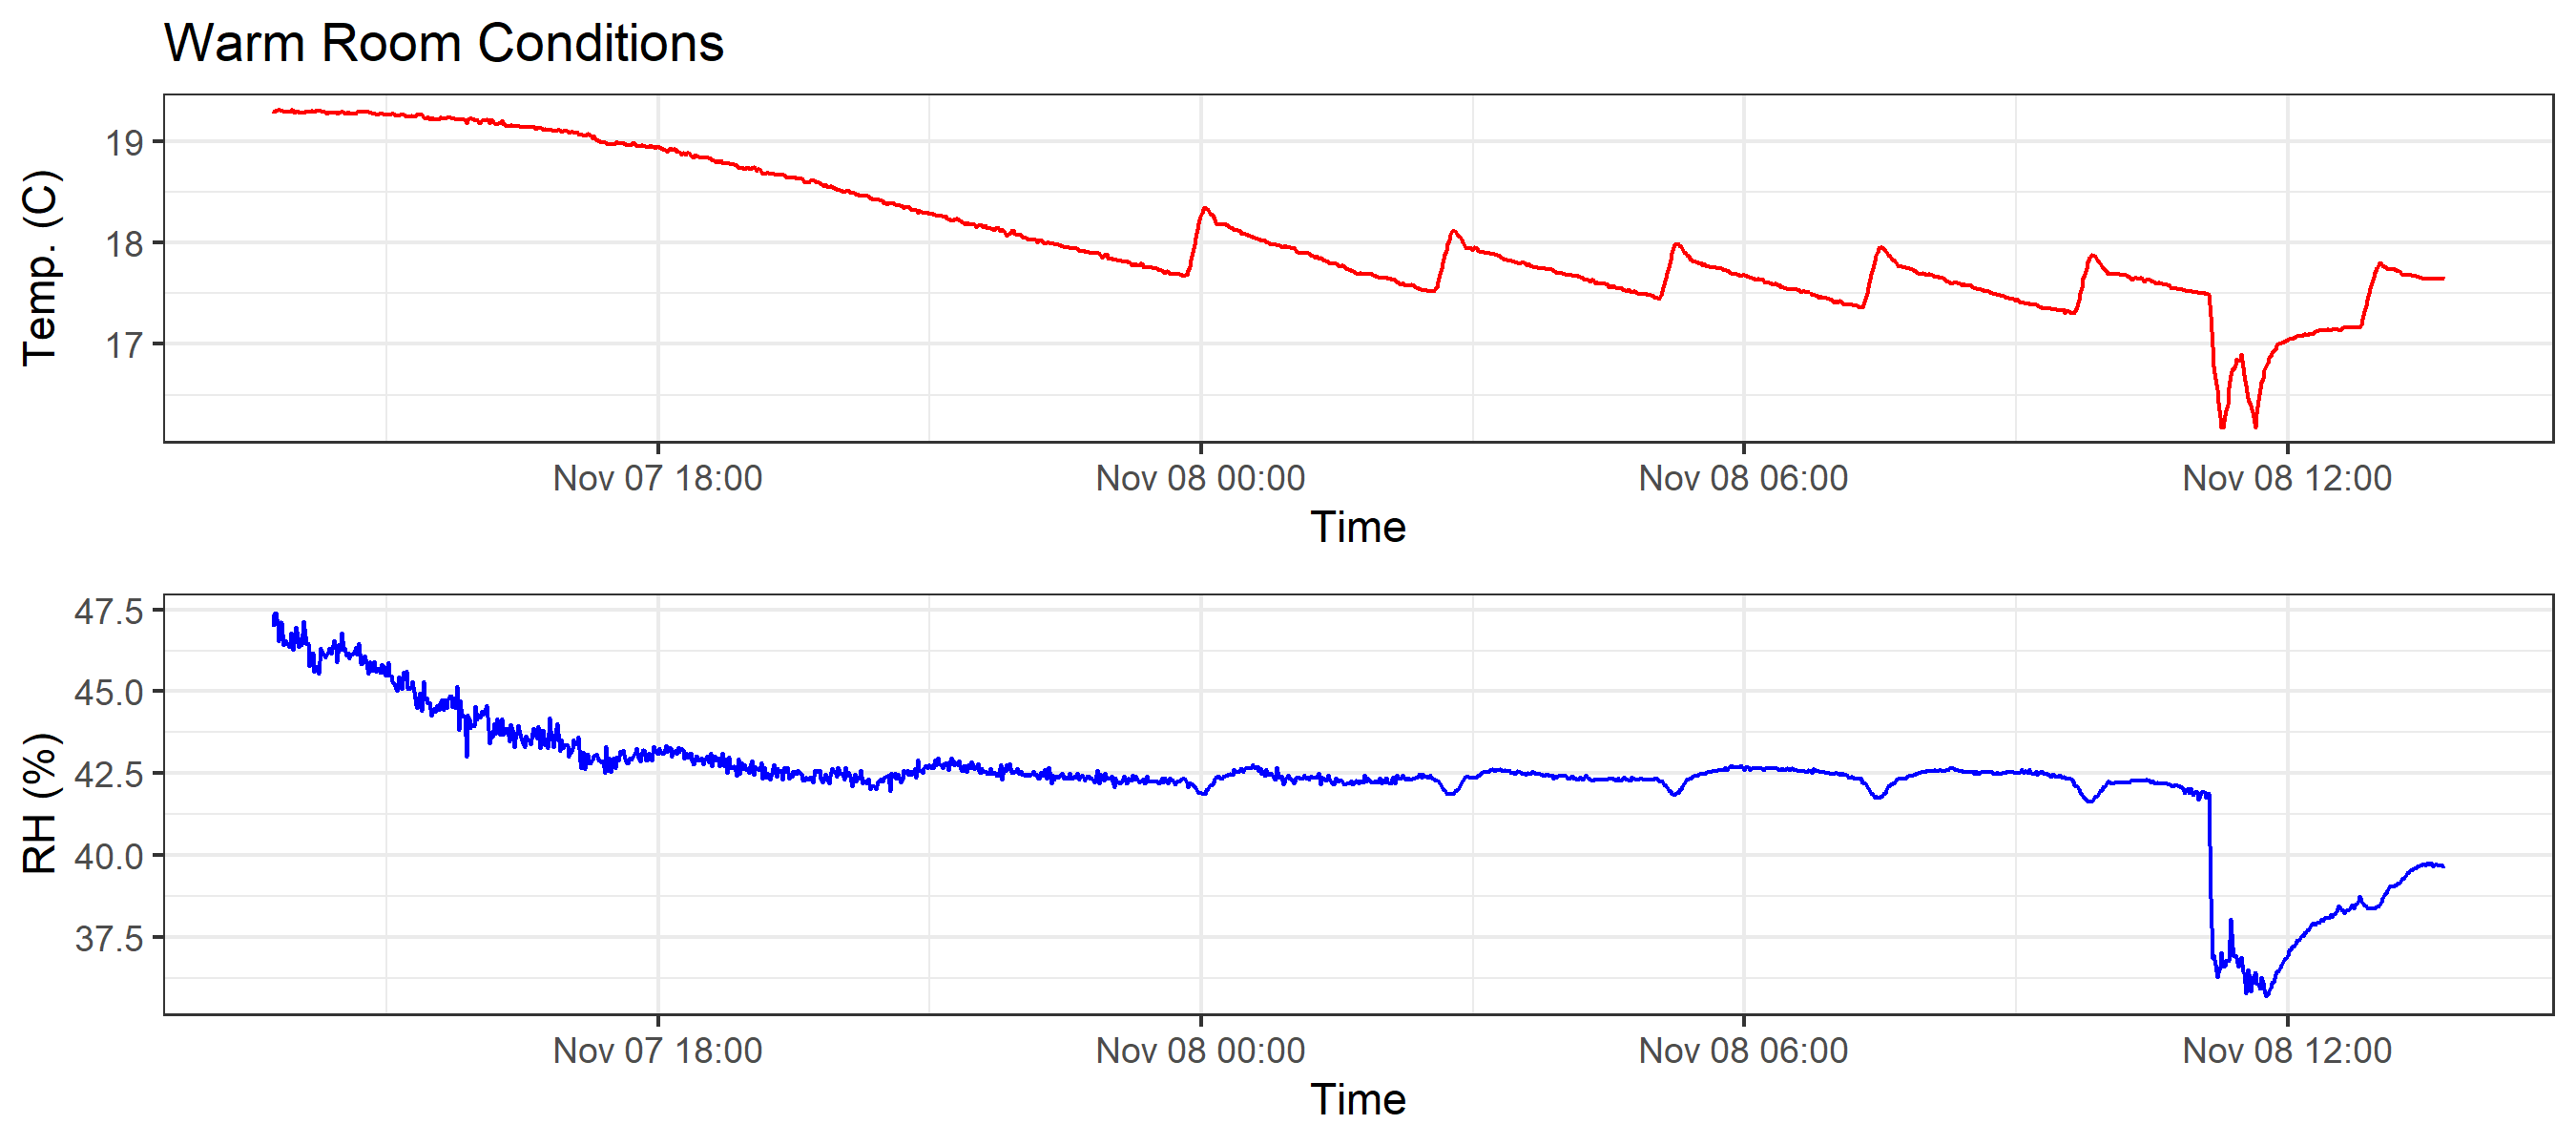 Warm Room Conditions
Temp. (C)
19
18
17
Nov 07 18:00 Nov 08 00:00 Nov 08 06:00 Nov 08 12:00
Time
RH (%)
47.5
45.0
42.5
40.0
37.5
Nov 07 18:00 Nov 08 00:00 Nov 08 06:00 Nov 08 12:00
Time